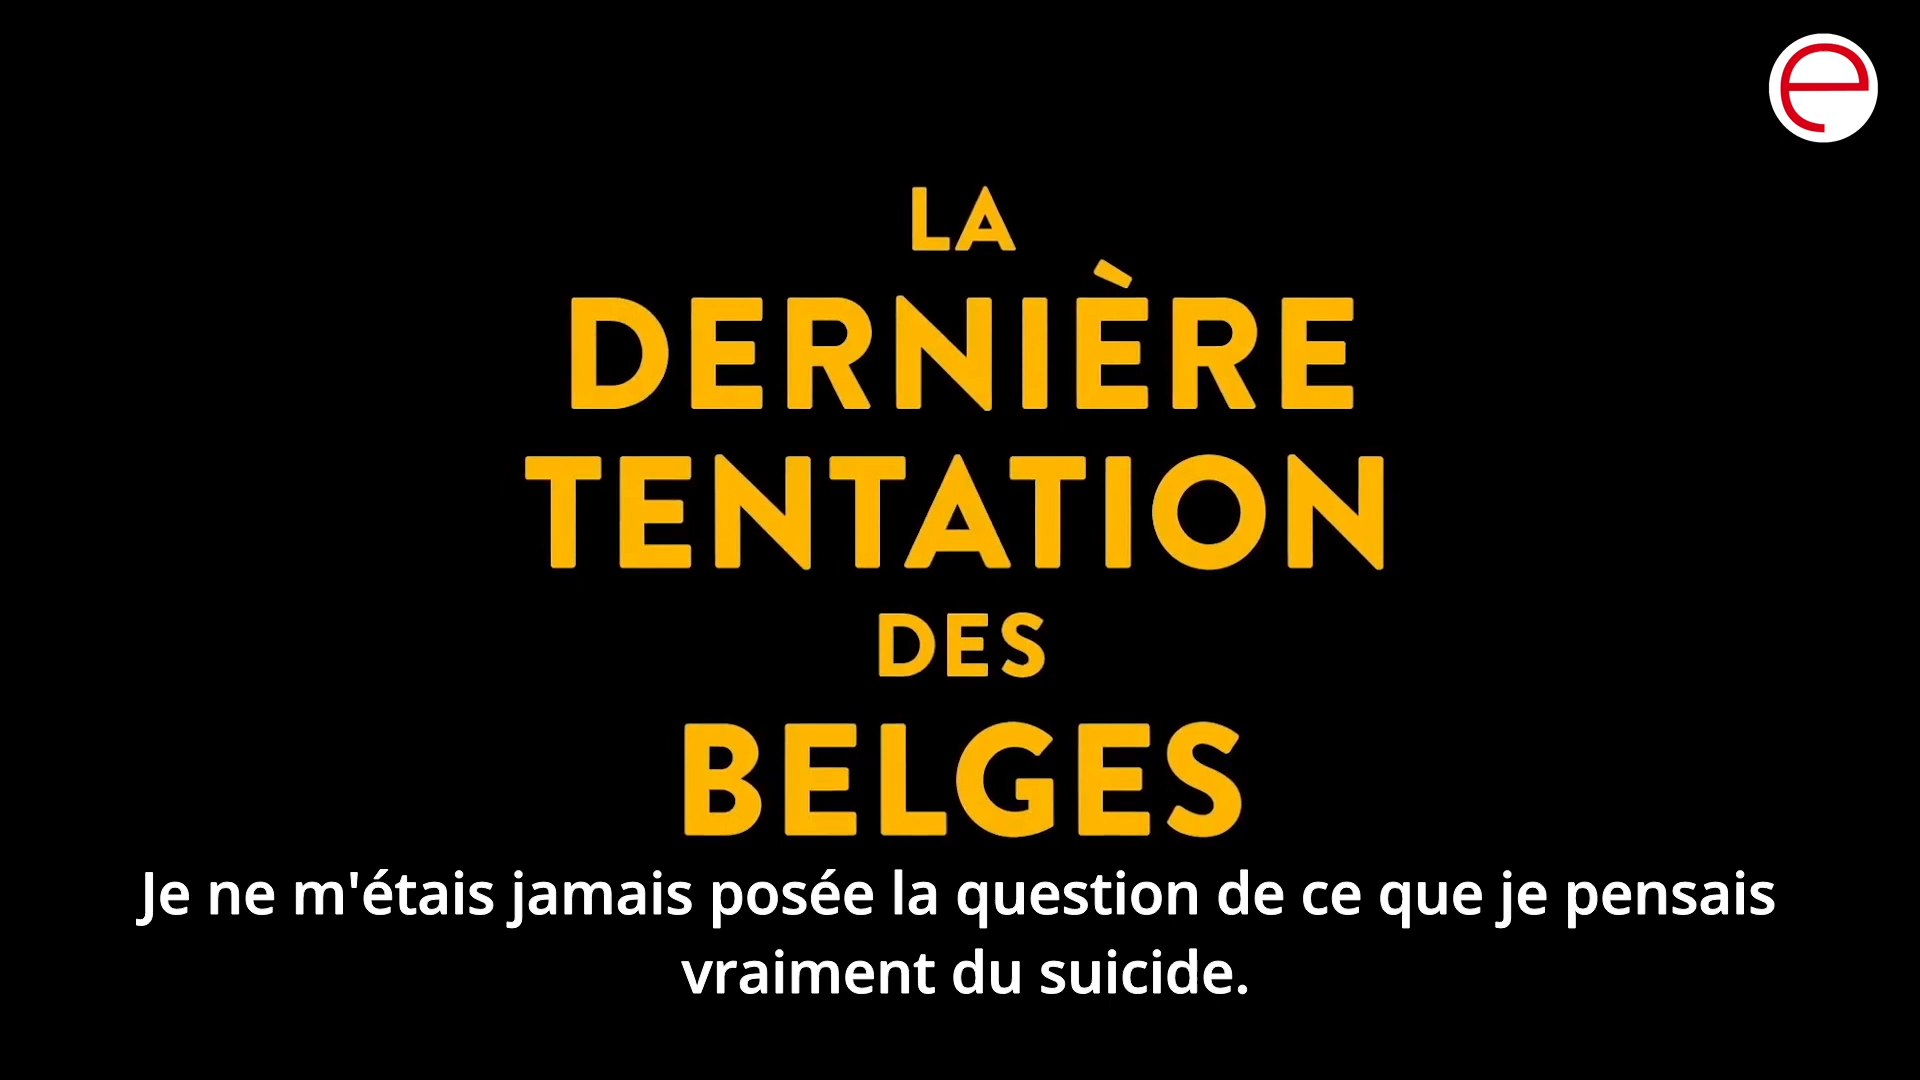 e
LA
DERNIÈRE
TENTATION
DES
BELGES
Je ne m'étais jamais posée la question de ce que je pensais
vraiment du suicide.